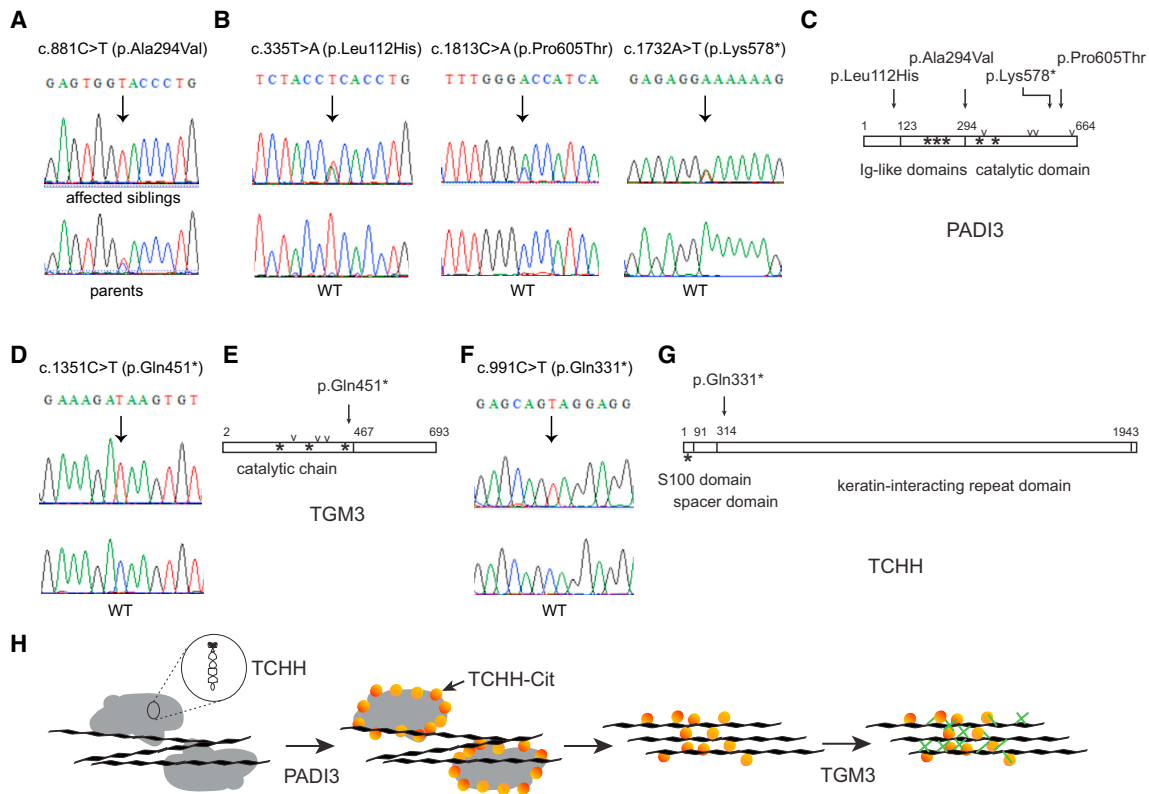 A
c.881C>T (p.Ala294Val)
GAGTGGTACCCTG
affected siblings
parents
B
c.335T>A (p.Leu112His)
TCTACCTCACCTG
WT
c.1813C>A (p.Pro605Thr)
TTTGGGACCATCA
WT
c.1732A>T (p.Lys578*)
GAGAGGAAAAAAG
WT
C
p.Leu112His
p.Ala294Val
p.Lys578*
p.Pro605Thr
1 123 294 664
v v v v
* * * * *
Ig-like domains catalytic domain
PADI3
D
c.1351C>T (p.Gln451*)
GAAAGATAAGTGT
WT
E
p.Gln451*
2 467 693
v v v
* * *
catalytic chain
TGM3
F
c.991C>T (p.Gln331*)
GAGCAGTAGGAGG
WT
G
p.Gln331*
1 91 314 1943
*
S100 domain
spacer domain
keratin-interacting repeat domain
TCHH
H
TCHH
PADI3
TCHH-Cit
TGM3